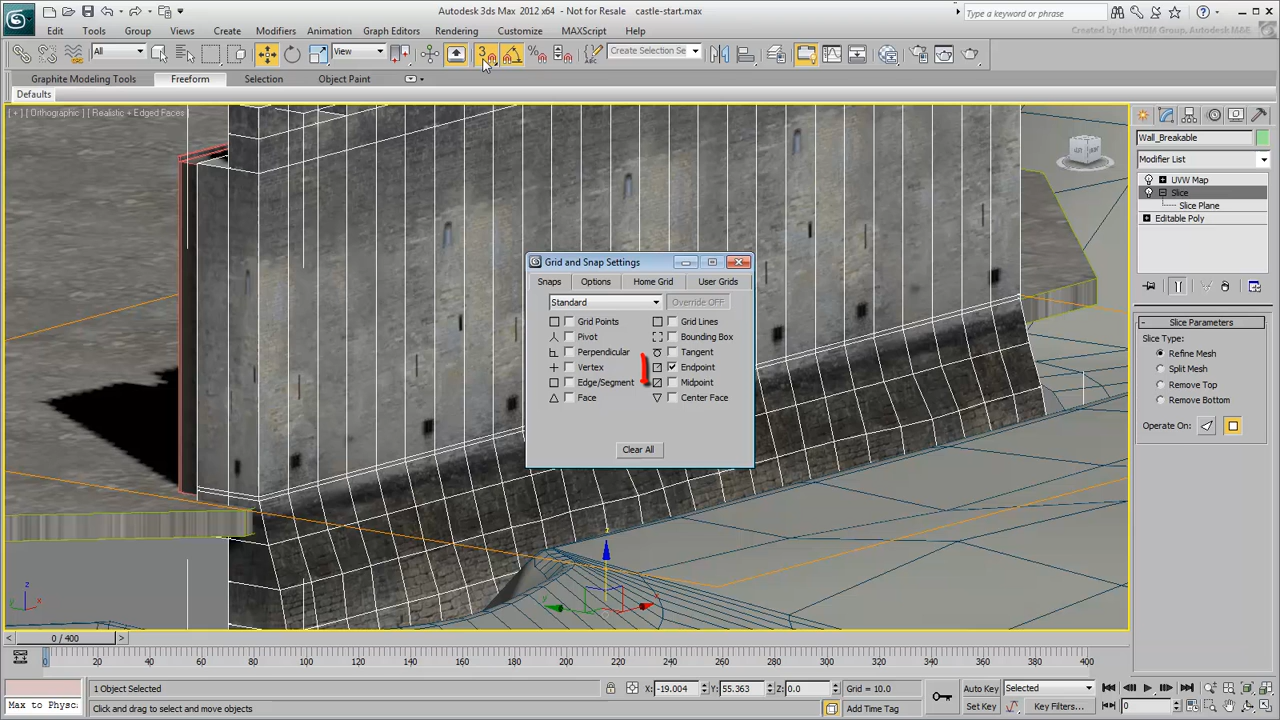 Autodesk 3ds Max 2012 x64 - Not for Resale castle-start.max
Type a keyword or phrase
Edit Tools Group Views Create Modifiers Animation Graph Editors Rendering Customize MAXScript Help
All View 3 Create Selection Se
Graphite Modeling Tools Freeform Selection Object Paint
Defaults
[ + ] [ Orthographic ] [ Realistic + Edged Faces ]
Wall_Breakable
Modifier List
UVW Map
Slice
Slice Plane
Editable Poly
Grid and Snap Settings
Snaps Options Home Grid User Grids
Standard Override OFF
Grid Points Grid Lines
Pivot Bounding Box
Perpendicular Tangent
Vertex Endpoint
Edge/Segment Midpoint
Face Center Face
Clear All
- Slice Parameters
Slice Type:
Refine Mesh
Split Mesh
Remove Top
Remove Bottom
Operate On:
z
y
z
x
y
< 0 / 400 >
0 20 40 60 80 100 120 140 160 180 200 220 240 260 280 300 320 340 360 380 400
1 Object Selected X: -19.004 Y: 55.363 Z: 0.0 Grid = 10.0 Auto Key Selected
Max to Physc Click and drag to select and move objects Add Time Tag Set Key Key Filters... 0